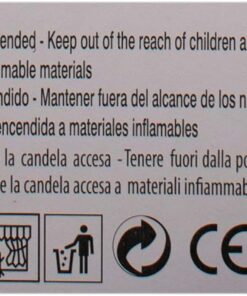 ended - Keep out of the reach of children a
mable materials
ndido - Mantener fuera del alcance de los n
encendida a materiales inflamables
la candela accesa - Tenere fuori dalla po
e la candela accesa a materiali infiammab
CE